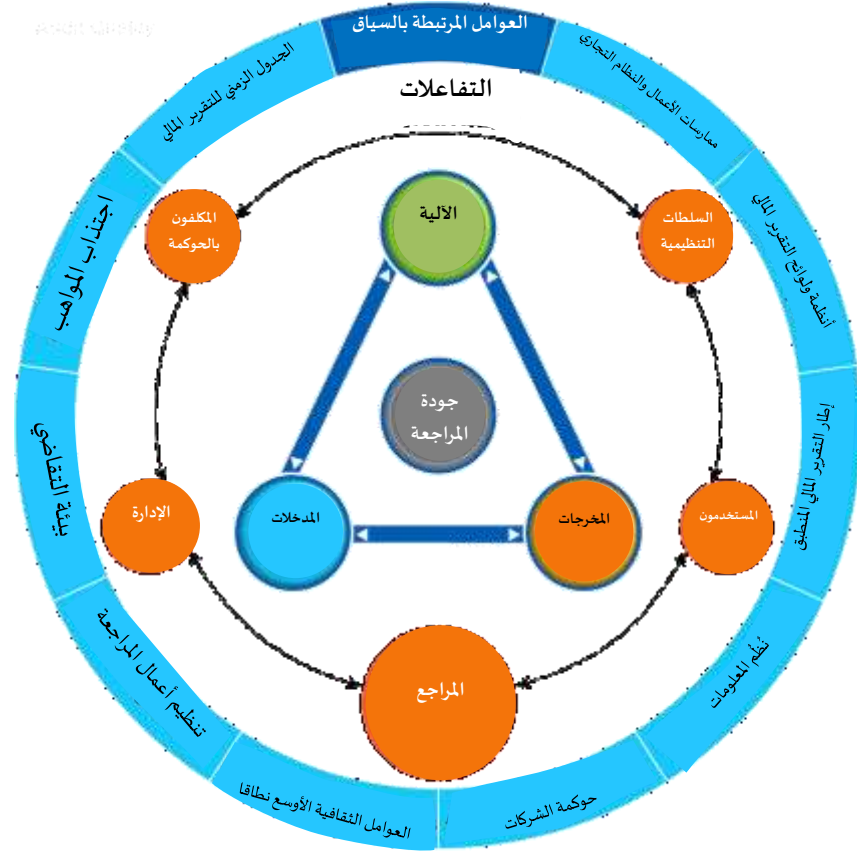 العوامل المرتبطة بالسياق
ممارسات الأعمال والنظام التجاري
أنظمة ولوائح التقرير المالي
إطار التقرير المالي المنطبق
نُظُم المعلومات
حوكمة الشركات
العوامل الثقافية الأوسع نطاقا
تنظيم أعمال المراجعة
بيئة التقاضي
اجتذاب المواهب
الجدول الزمني للتقرير المالي
التفاعلات
السلطات
التنظيمية
المستخدمون
المراجع
الإدارة
المكلفون
بالحوكمة
الآلية
جودة
المراجعة
المدخلات
المخرجات